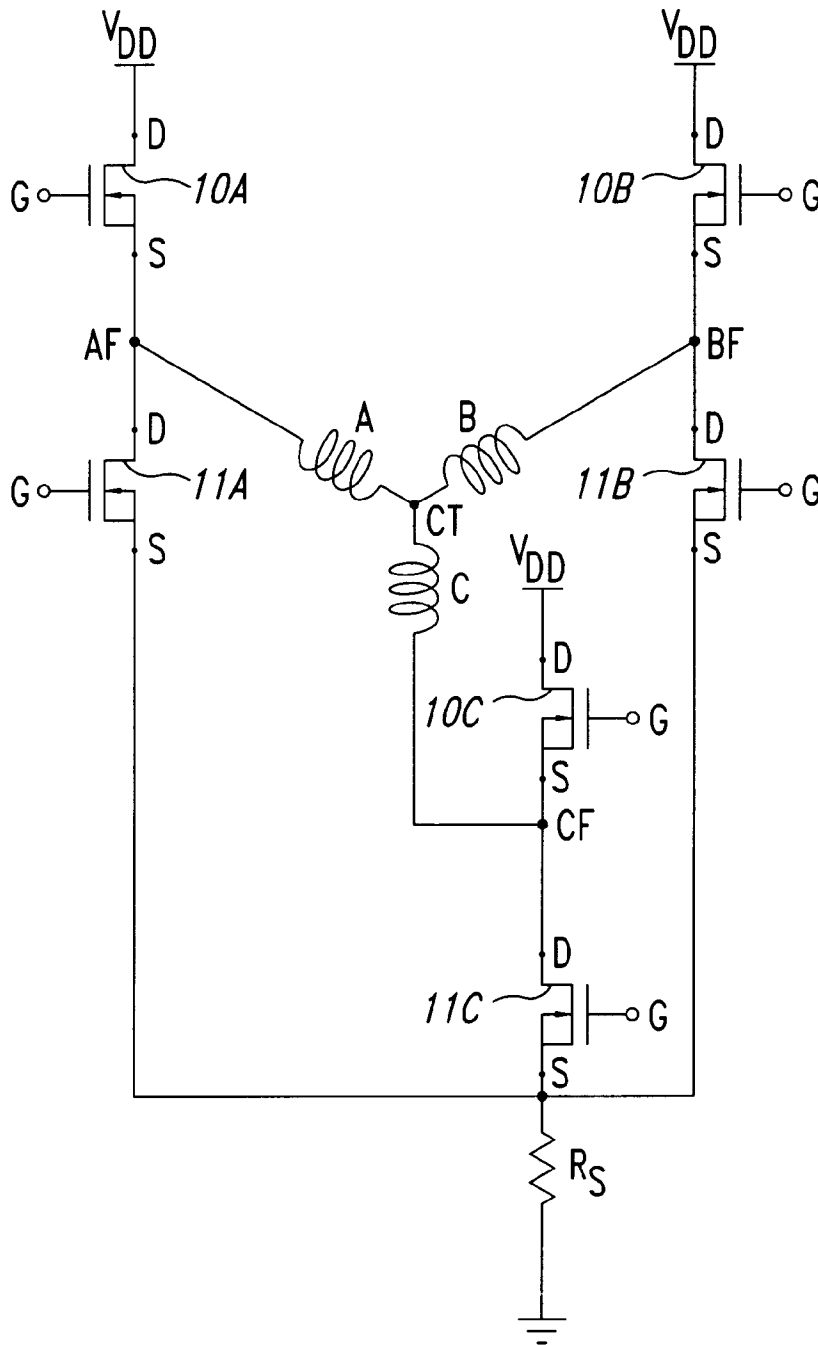 VDD VDD
D D
G 10A 10B G
S S
AF BF
A B
D D
G 11A 11B G
CT
S S
VDD
C
D
10C G
S
CF
D
11C G
S
RS